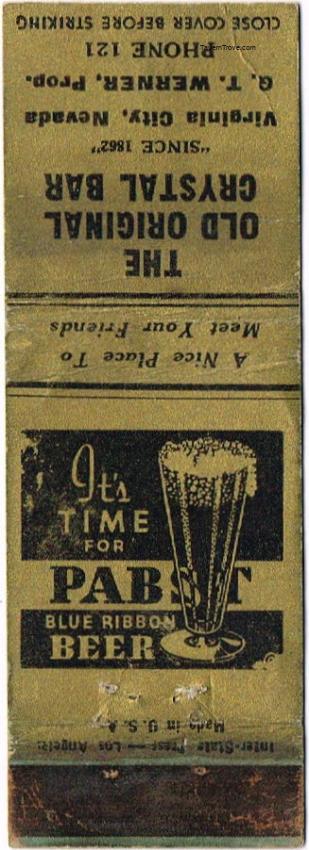 CLOSE COVER BEFORE STRIKING
TavernTrove.com
PHONE 121
G. T. WERNER, Prop.
Virginia City, Nevada
"SINCE 1862"
THE
OLD ORIGINAL
CRYSTAL BAR
A Nice Place To
Meet Your Friends
It's
TIME
FOR
PABST
BLUE RIBBON
BEER
Made in U. S. A.
Inter-State Press — Los Angeles